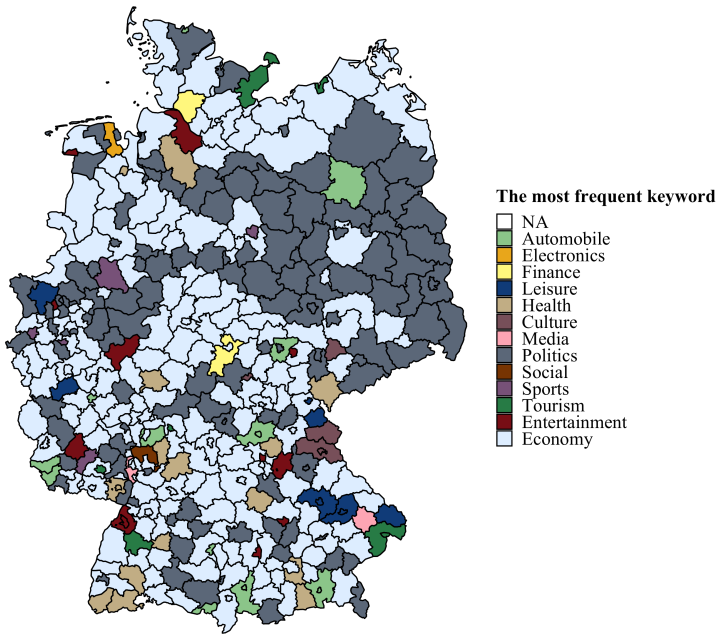 The most frequent keyword
NA
Automobile
Electronics
Finance
Leisure
Health
Culture
Media
Politics
Social
Sports
Tourism
Entertainment
Economy